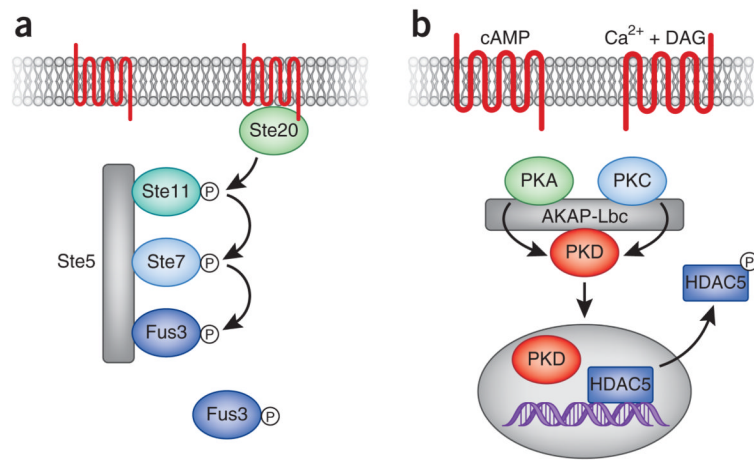 a
Ste20
Ste11
P
Ste5
Ste7
P
Fus3
P
Fus3
P
b
cAMP
Ca²⁺ + DAG
PKA
PKC
AKAP-Lbc
PKD
P
HDAC5
PKD
HDAC5